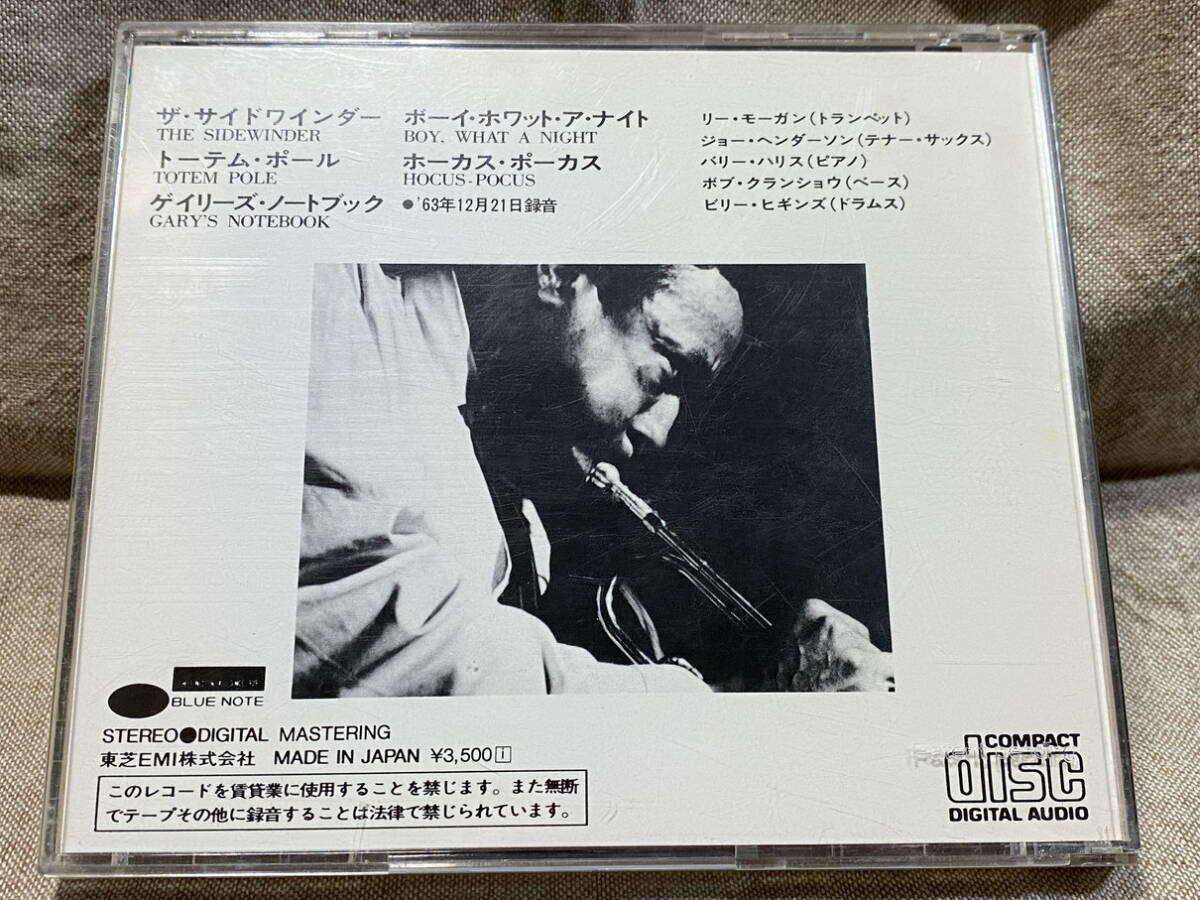 ザ・サイドワインダー
THE SIDEWINDER
トーテム・ポール
TOTEM POLE
ゲイリーズ・ノートブック
GARY'S NOTEBOOK
ボーイ・ホワット・ア・ナイト
BOY, WHAT A NIGHT
ホーカス・ポーカス
HOCUS-POCUS
●'63年12月21日録音
リー・モーガン(トランペット)
ジョー・ヘンダーソン(テナー・サックス)
バリー・ハリス(ピアノ)
ボブ・クランショウ(ベース)
ビリー・ヒギンズ(ドラムス)
BLUE NOTE
STEREO●DIGITAL MASTERING
東芝EMI株式会社 MADE IN JAPAN ¥3,500 i
このレコードを賃貸業に使用することを禁じます。また無断
でテープその他に録音することは法律で禁じられています。
COMPACT
disc
DIGITAL AUDIO